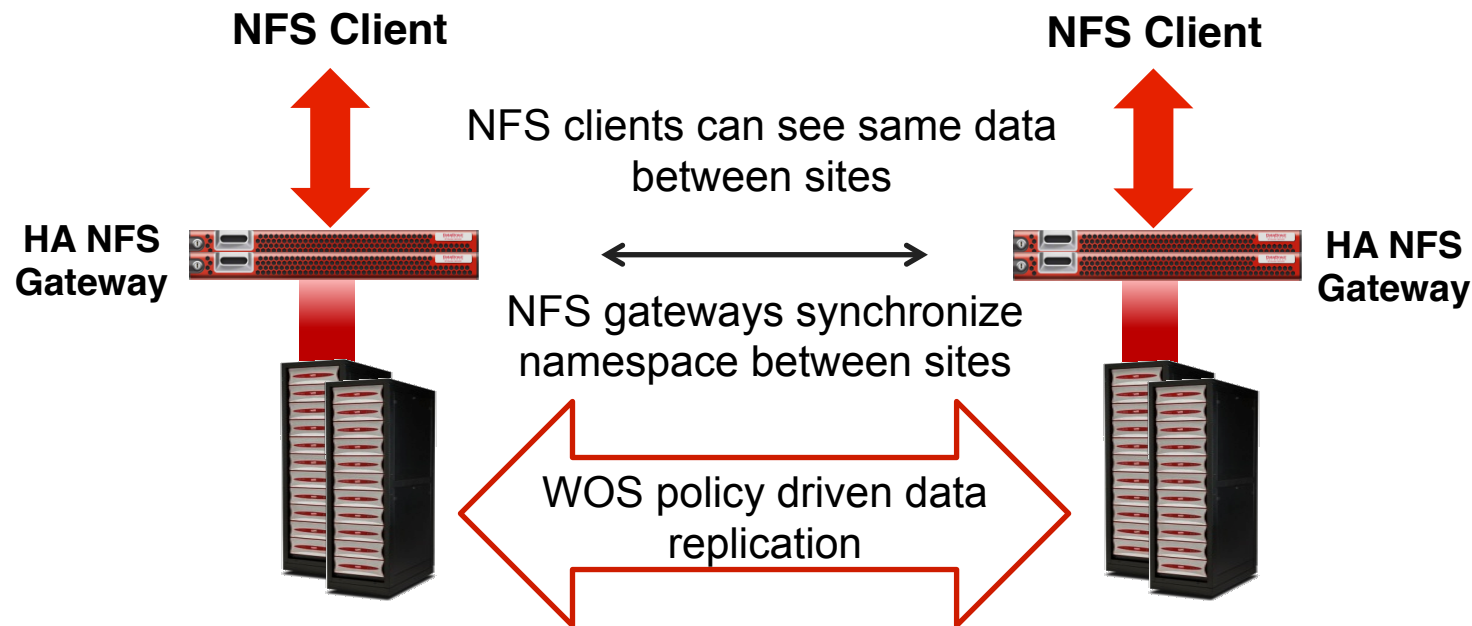 NFS Client
NFS Client
NFS clients can see same data
between sites
HA NFS
Gateway
HA NFS
Gateway
NFS gateways synchronize
namespace between sites
WOS policy driven data
replication